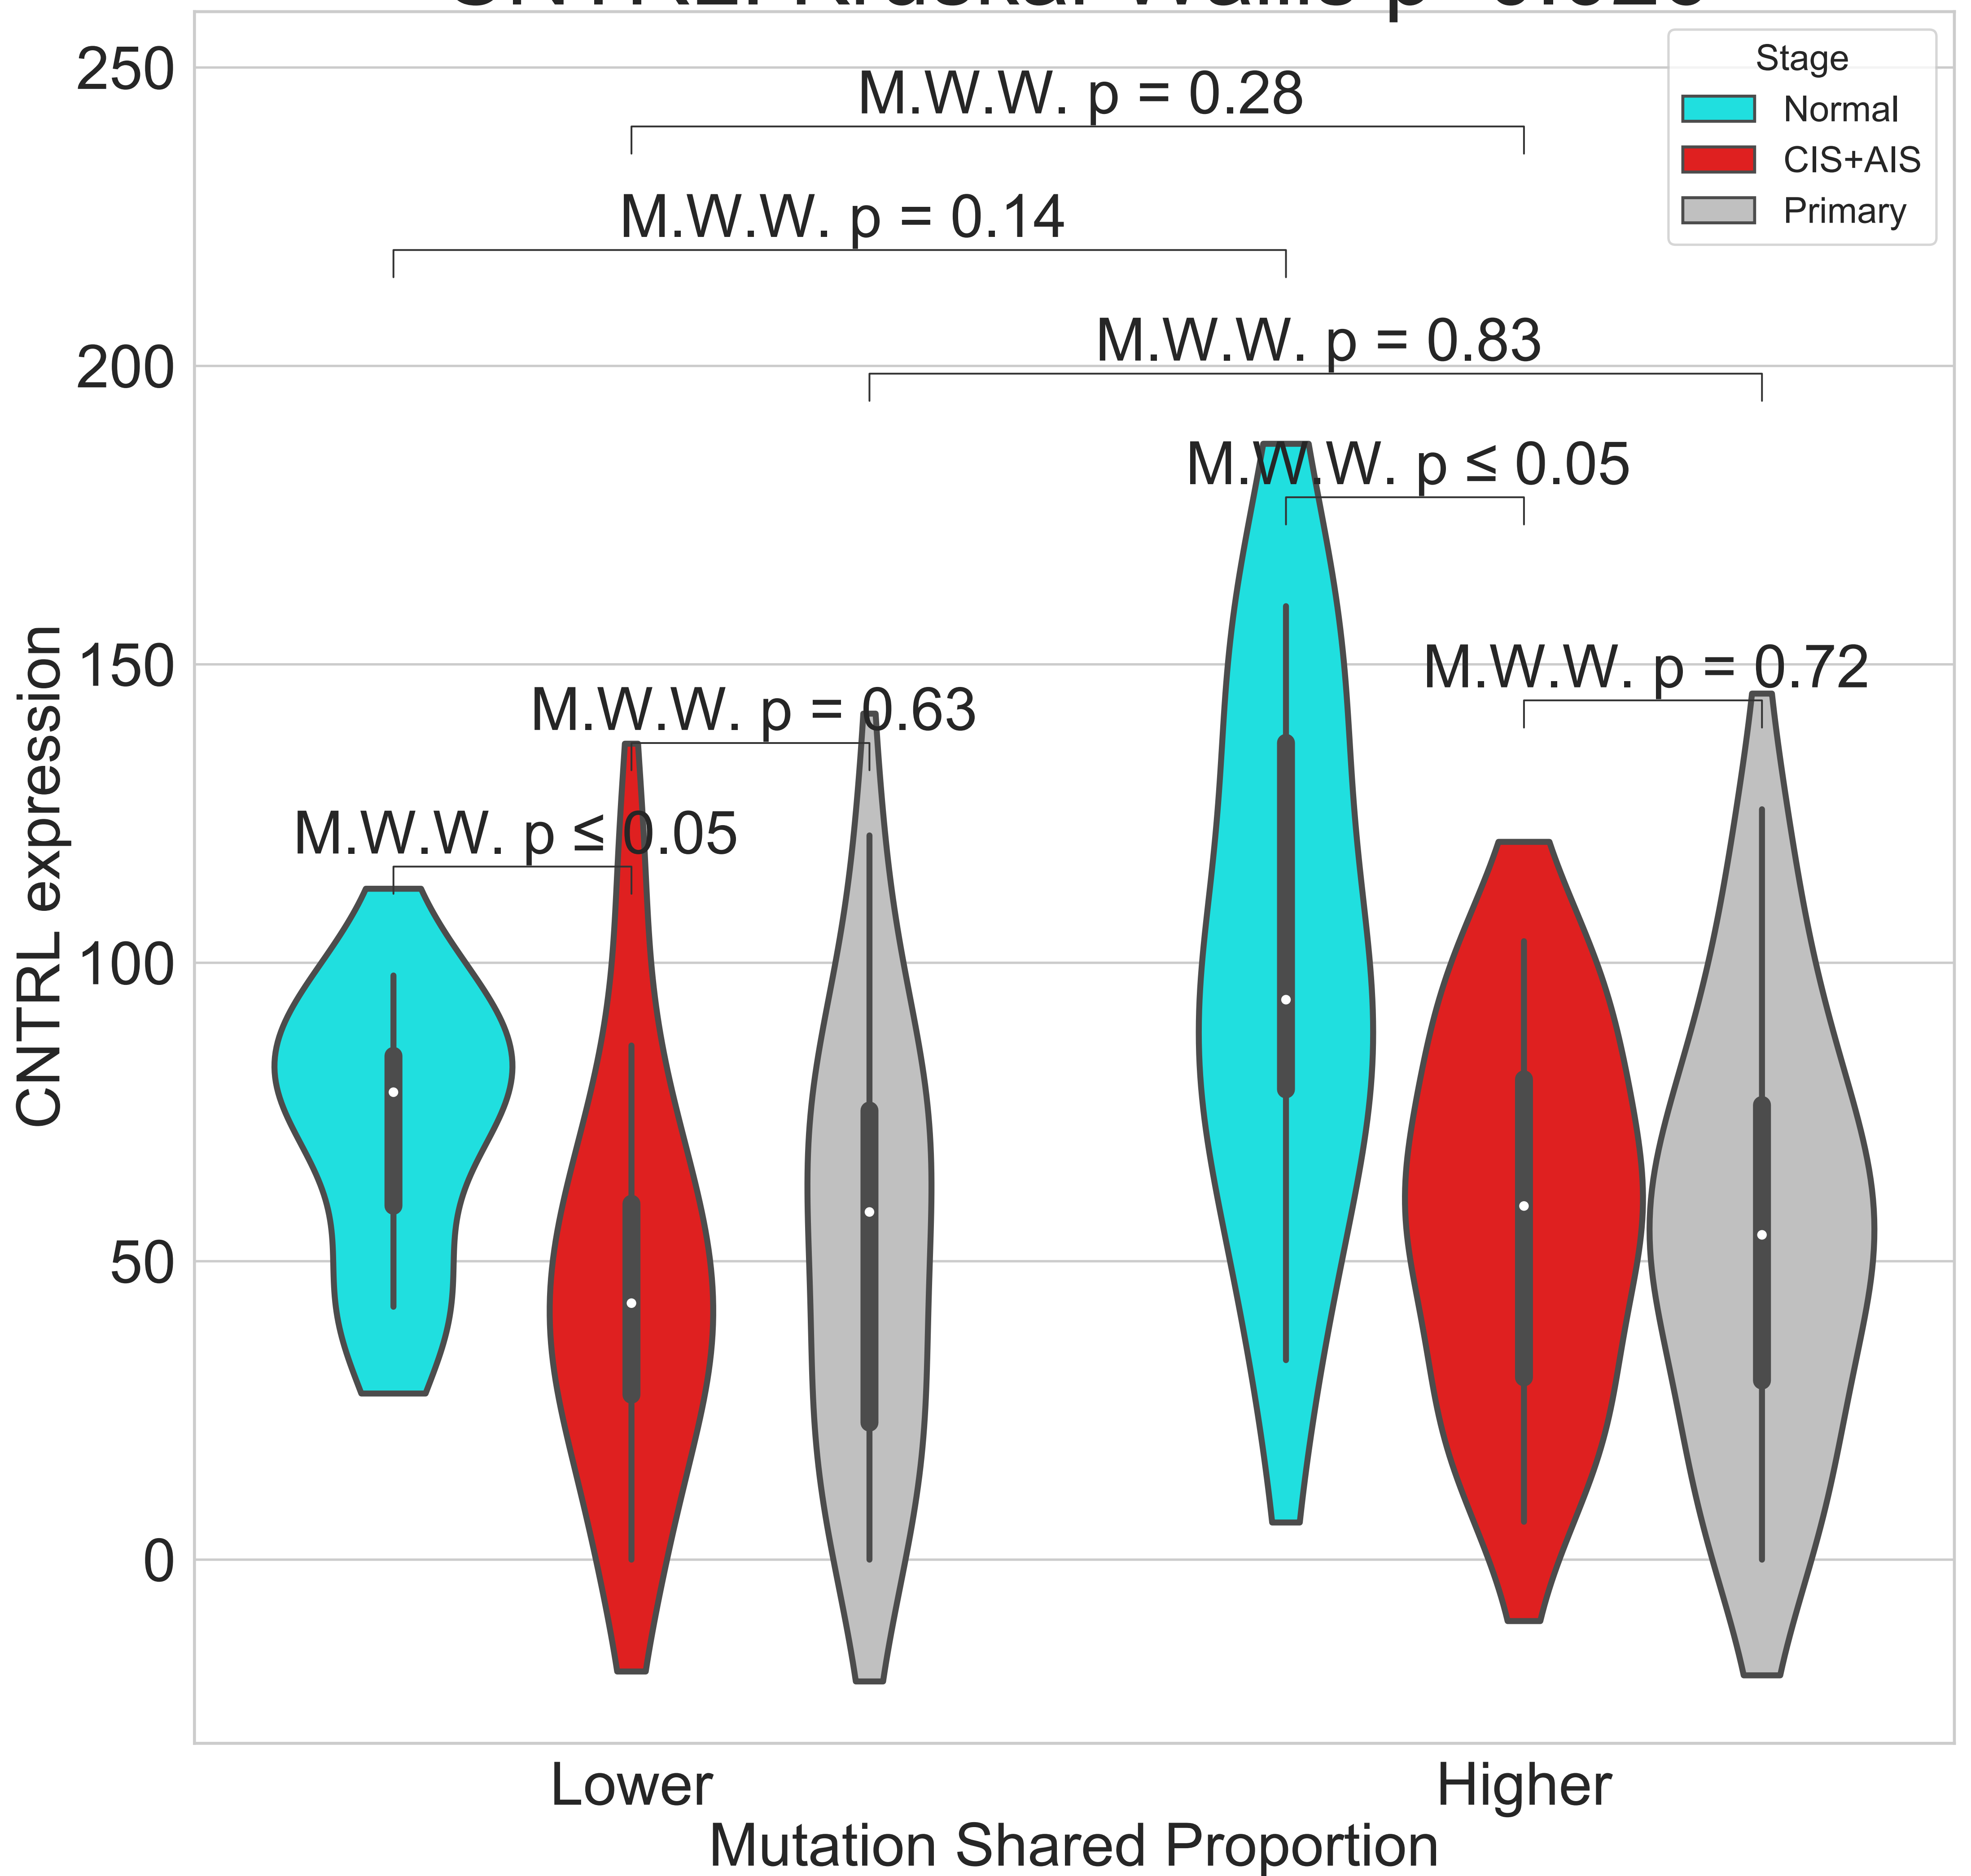 250
200
150
100
50
0
CNTRL expression
M.W.W. p = 0.28
M.W.W. p = 0.14
M.W.W. p = 0.83
M.W.W. p ≤ 0.05
M.W.W. p = 0.72
M.W.W. p = 0.63
M.W.W. p ≤ 0.05
Stage
Normal
CIS+AIS
Primary
Lower
Higher
Mutation Shared Proportion